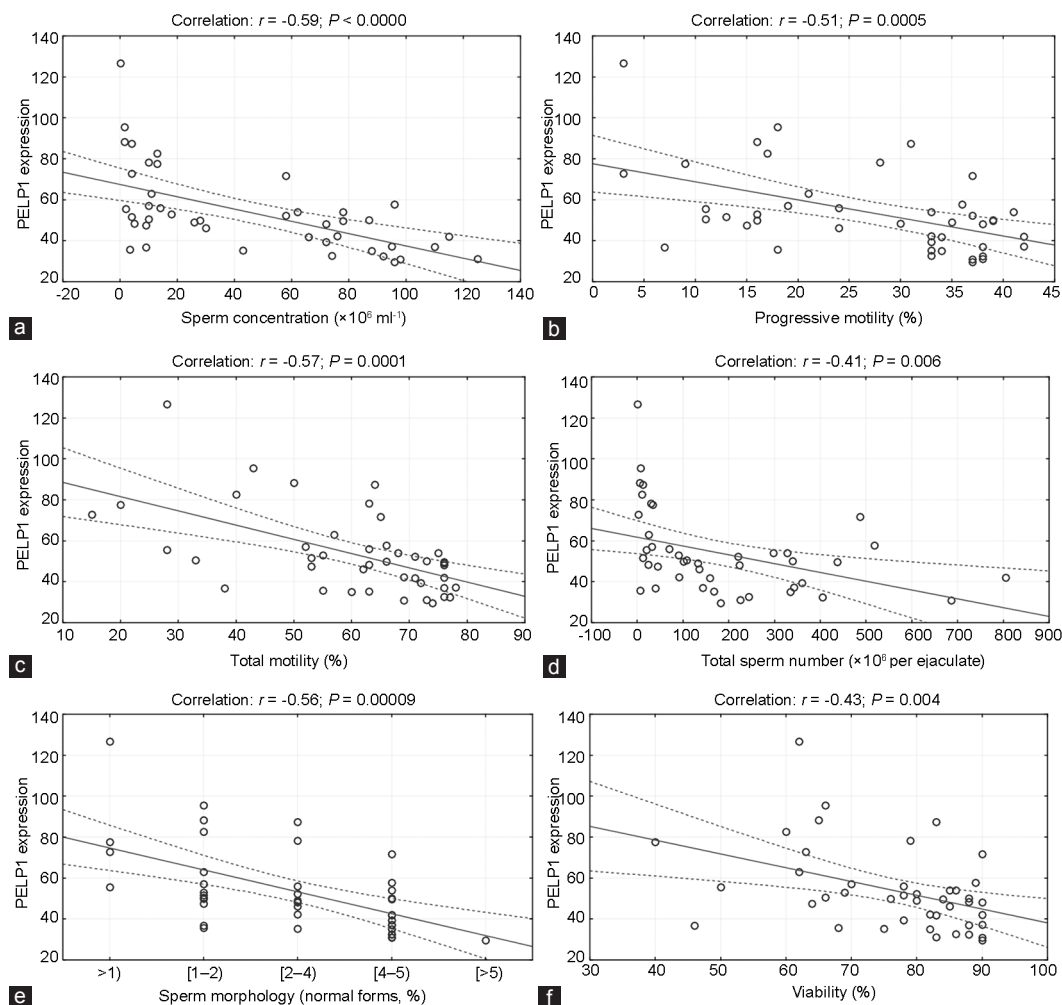 Correlation: r = -0.59; P < 0.0000
140
120
100
80
60
40
20
PELP1 expression
-20 0 20 40 60 80 100 120 140
Sperm concentration (×10⁶ ml⁻¹)
a
Correlation: r = -0.51; P = 0.0005
140
120
100
80
60
40
20
PELP1 expression
0 5 10 15 20 25 30 35 40 45
Progressive motility (%)
b
Correlation: r = -0.57; P = 0.0001
140
120
100
80
60
40
20
PELP1 expression
10 20 30 40 50 60 70 80 90
Total motility (%)
c
Correlation: r = -0.41; P = 0.006
140
120
100
80
60
40
20
PELP1 expression
-100 0 100 200 300 400 500 600 700 800 900
Total sperm number (×10⁶ per ejaculate)
d
Correlation: r = -0.56; P = 0.00009
140
120
100
80
60
40
20
PELP1 expression
>1) [1–2) [2–4) [4–5) [>5)
Sperm morphology (normal forms, %)
e
Correlation: r = -0.43; P = 0.004
140
120
100
80
60
40
20
PELP1 expression
30 40 50 60 70 80 90 100
Viability (%)
f